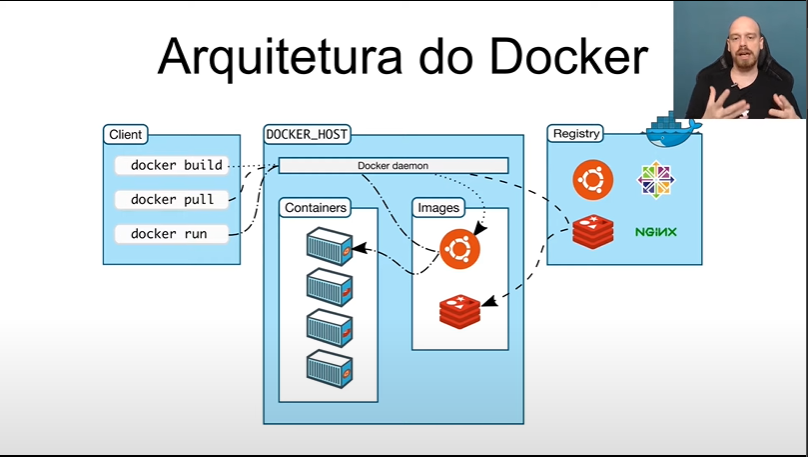 Arquitetura do Docker
Client
docker build
docker pull
docker run
DOCKER_HOST
Docker daemon
Containers
Images
Registry
NGiNX